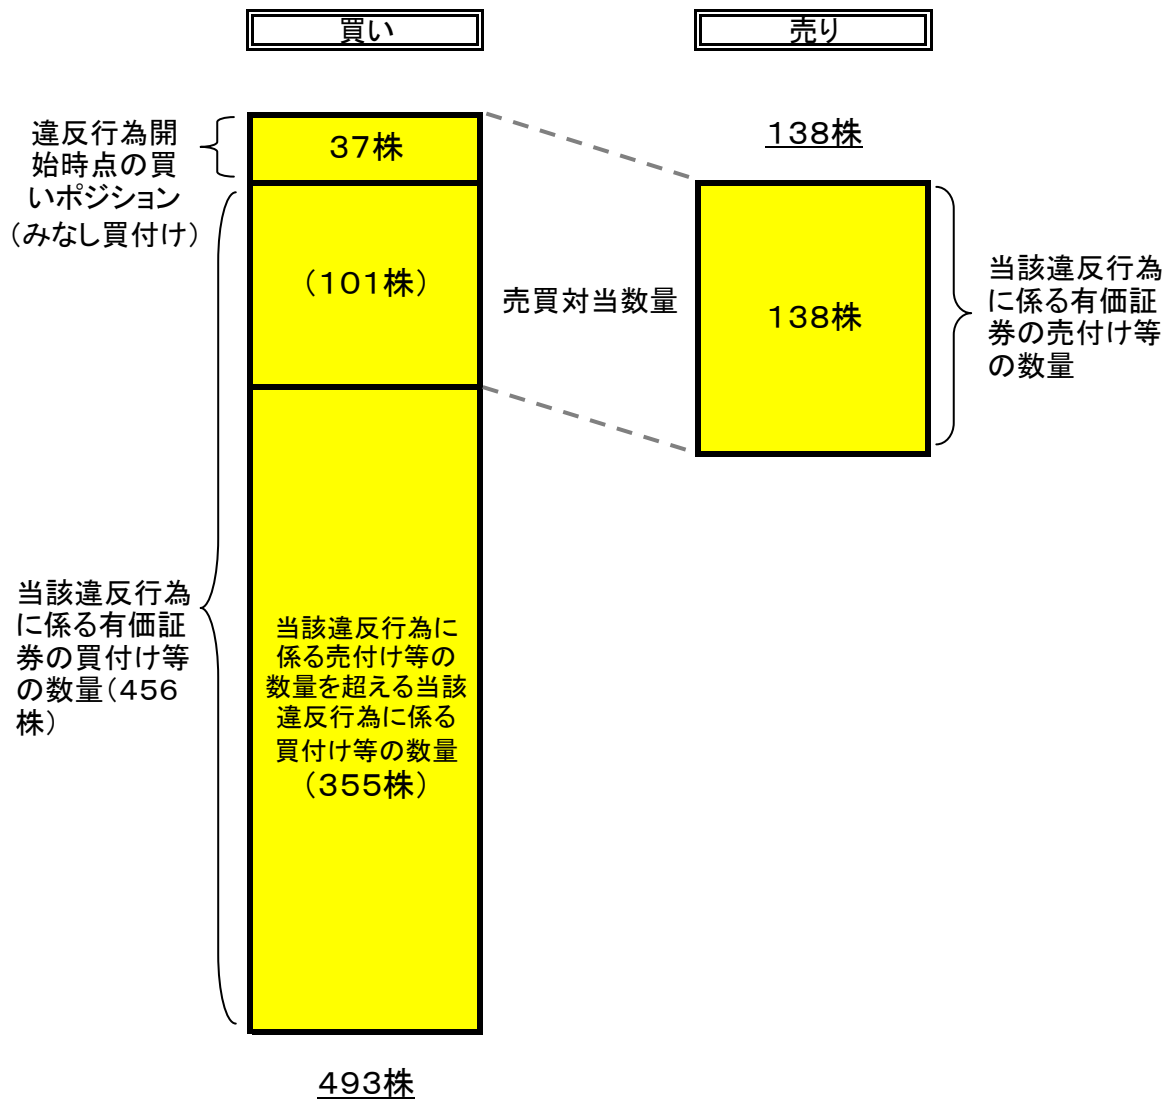 買い
売り
違反行為開
始時点の買
いポジション
（みなし買付け）
37株
138株
（101株）
売買対当数量
138株
当該違反行為
に係る有価証
券の売付け等
の数量
当該違反行為
に係る有価証
券の買付け等
の数量（456
株）
当該違反行為に
係る売付け等の
数量を超える当該
違反行為に係る
買付け等の数量
（355株）
493株